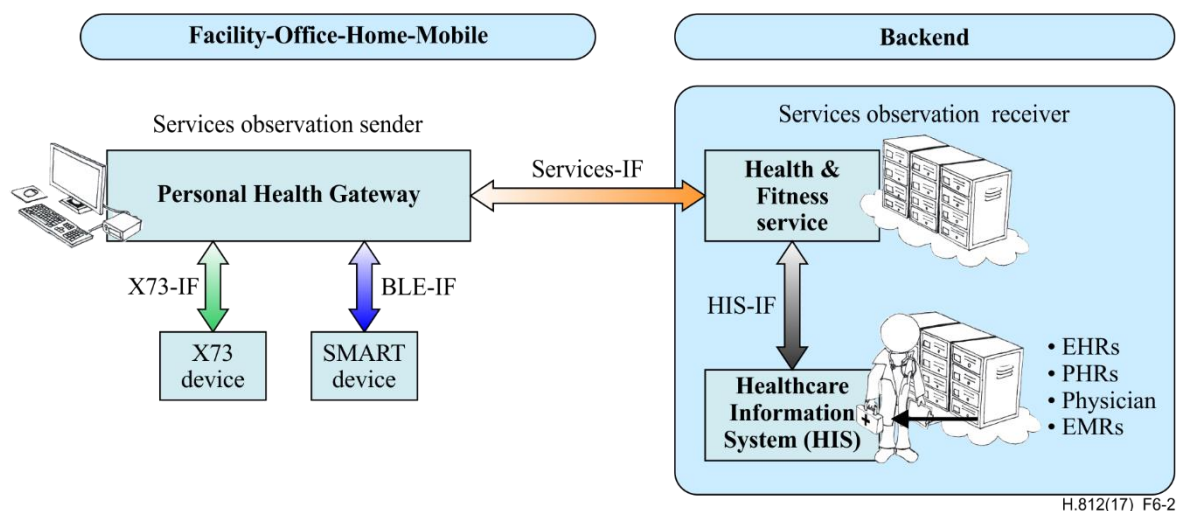 Facility-Office-Home-Mobile
Backend
Services observation sender
Services observation receiver
Personal Health Gateway
Services-IF
Health &
Fitness
service
X73-IF
BLE-IF
HIS-IF
X73
device
SMART
device
Healthcare
Information
System (HIS)
• EHRs
• PHRs
• Physician
• EMRs
H.812(17)_F6-2